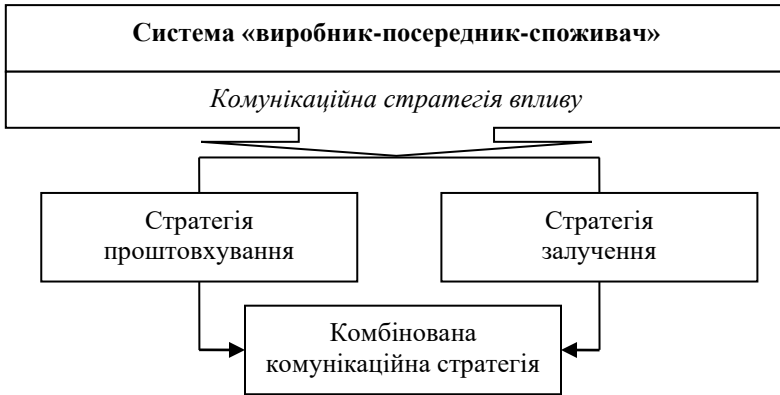 Система «виробник-посередник-споживач»
Комунікаційна стратегія впливу
Стратегія
проштовхування
Стратегія
залучення
Комбінована
комунікаційна стратегія